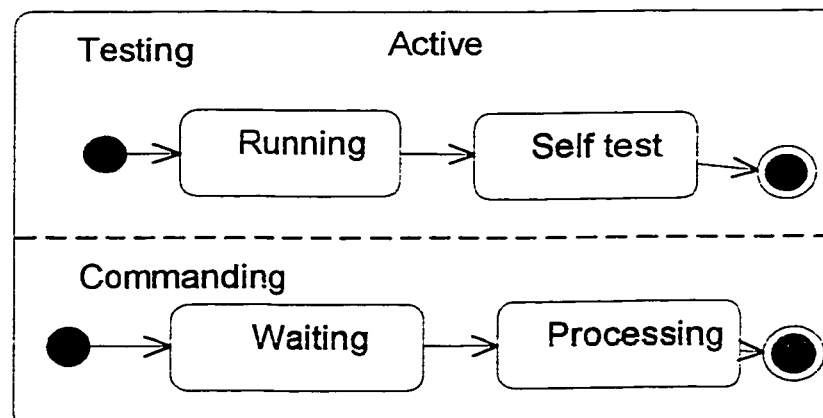 Active
Testing
Running
Self test
Commanding
Waiting
Processing